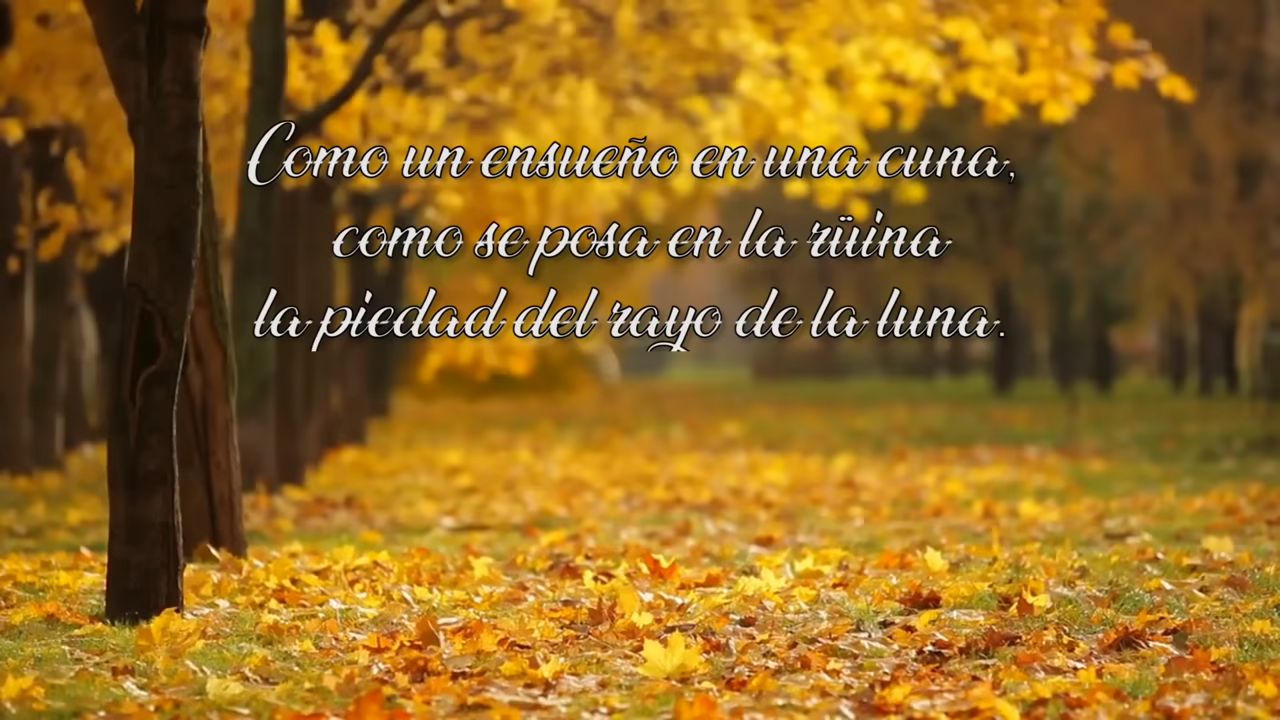 Como un ensueño en una cuna,
como se posa en la rüina
la piedad del rayo de la luna.